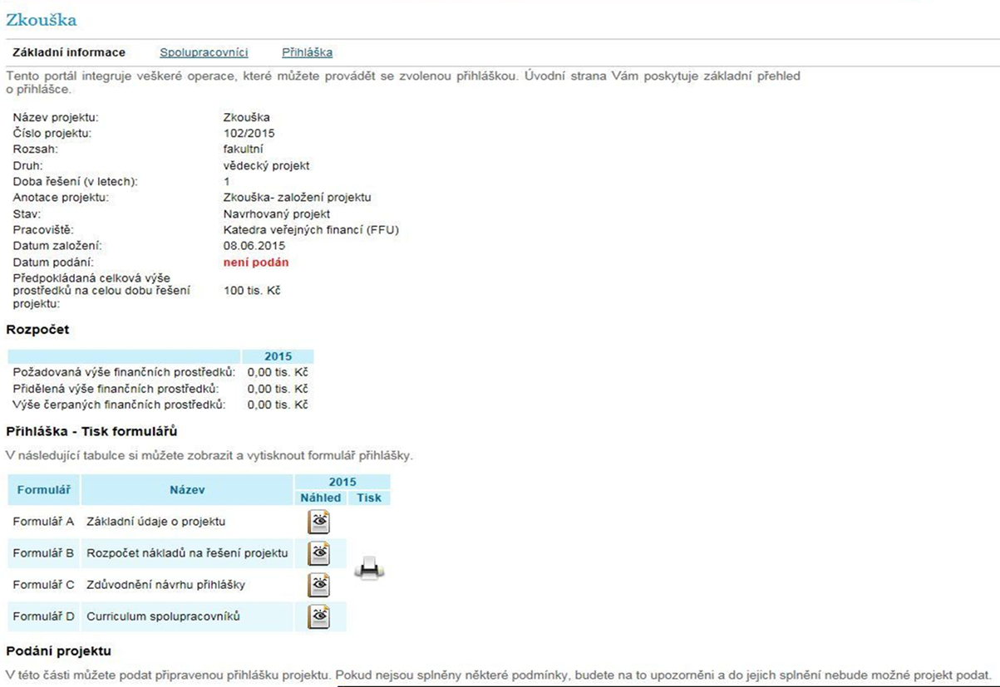 Zkouška
Základní informace Spolupracovníci Přihláška
Tento portál integruje veškeré operace, které můžete provádět se zvolenou přihláškou. Úvodní strana Vám poskytuje základní přehled
o přihlášce.
Název projektu: Zkouška
Číslo projektu: 102/2015
Rozsah: fakultní
Druh: vědecký projekt
Doba řešení (v letech): 1
Anotace projektu: Zkouška- založení projektu
Stav: Navrhovaný projekt
Pracoviště: Katedra veřejných financí (FFU)
Datum založení: 08.06.2015
Datum podání: není podán
Předpokládaná celková výše
prostředků na celou dobu řešení 100 tis. Kč
projektu:
Rozpočet
2015
Požadovaná výše finančních prostředků: 0,00 tis. Kč
Přidělená výše finančních prostředků: 0,00 tis. Kč
Výše čerpaných finančních prostředků: 0,00 tis. Kč
Přihláška - Tisk formulářů
V následující tabulce si můžete zobrazit a vytisknout formulář přihlášky.
Formulář Název 2015
Náhled Tisk
Formulář A Základní údaje o projektu
Formulář B Rozpočet nákladů na řešení projektu
Formulář C Zdůvodnění návrhu přihlášky
Formulář D Curriculum spolupracovníků
Podání projektu
V této části můžete podat připravenou přihlášku projektu. Pokud nejsou splněny některé podmínky, budete na to upozorněni a do jejich splnění nebude možné projekt podat.